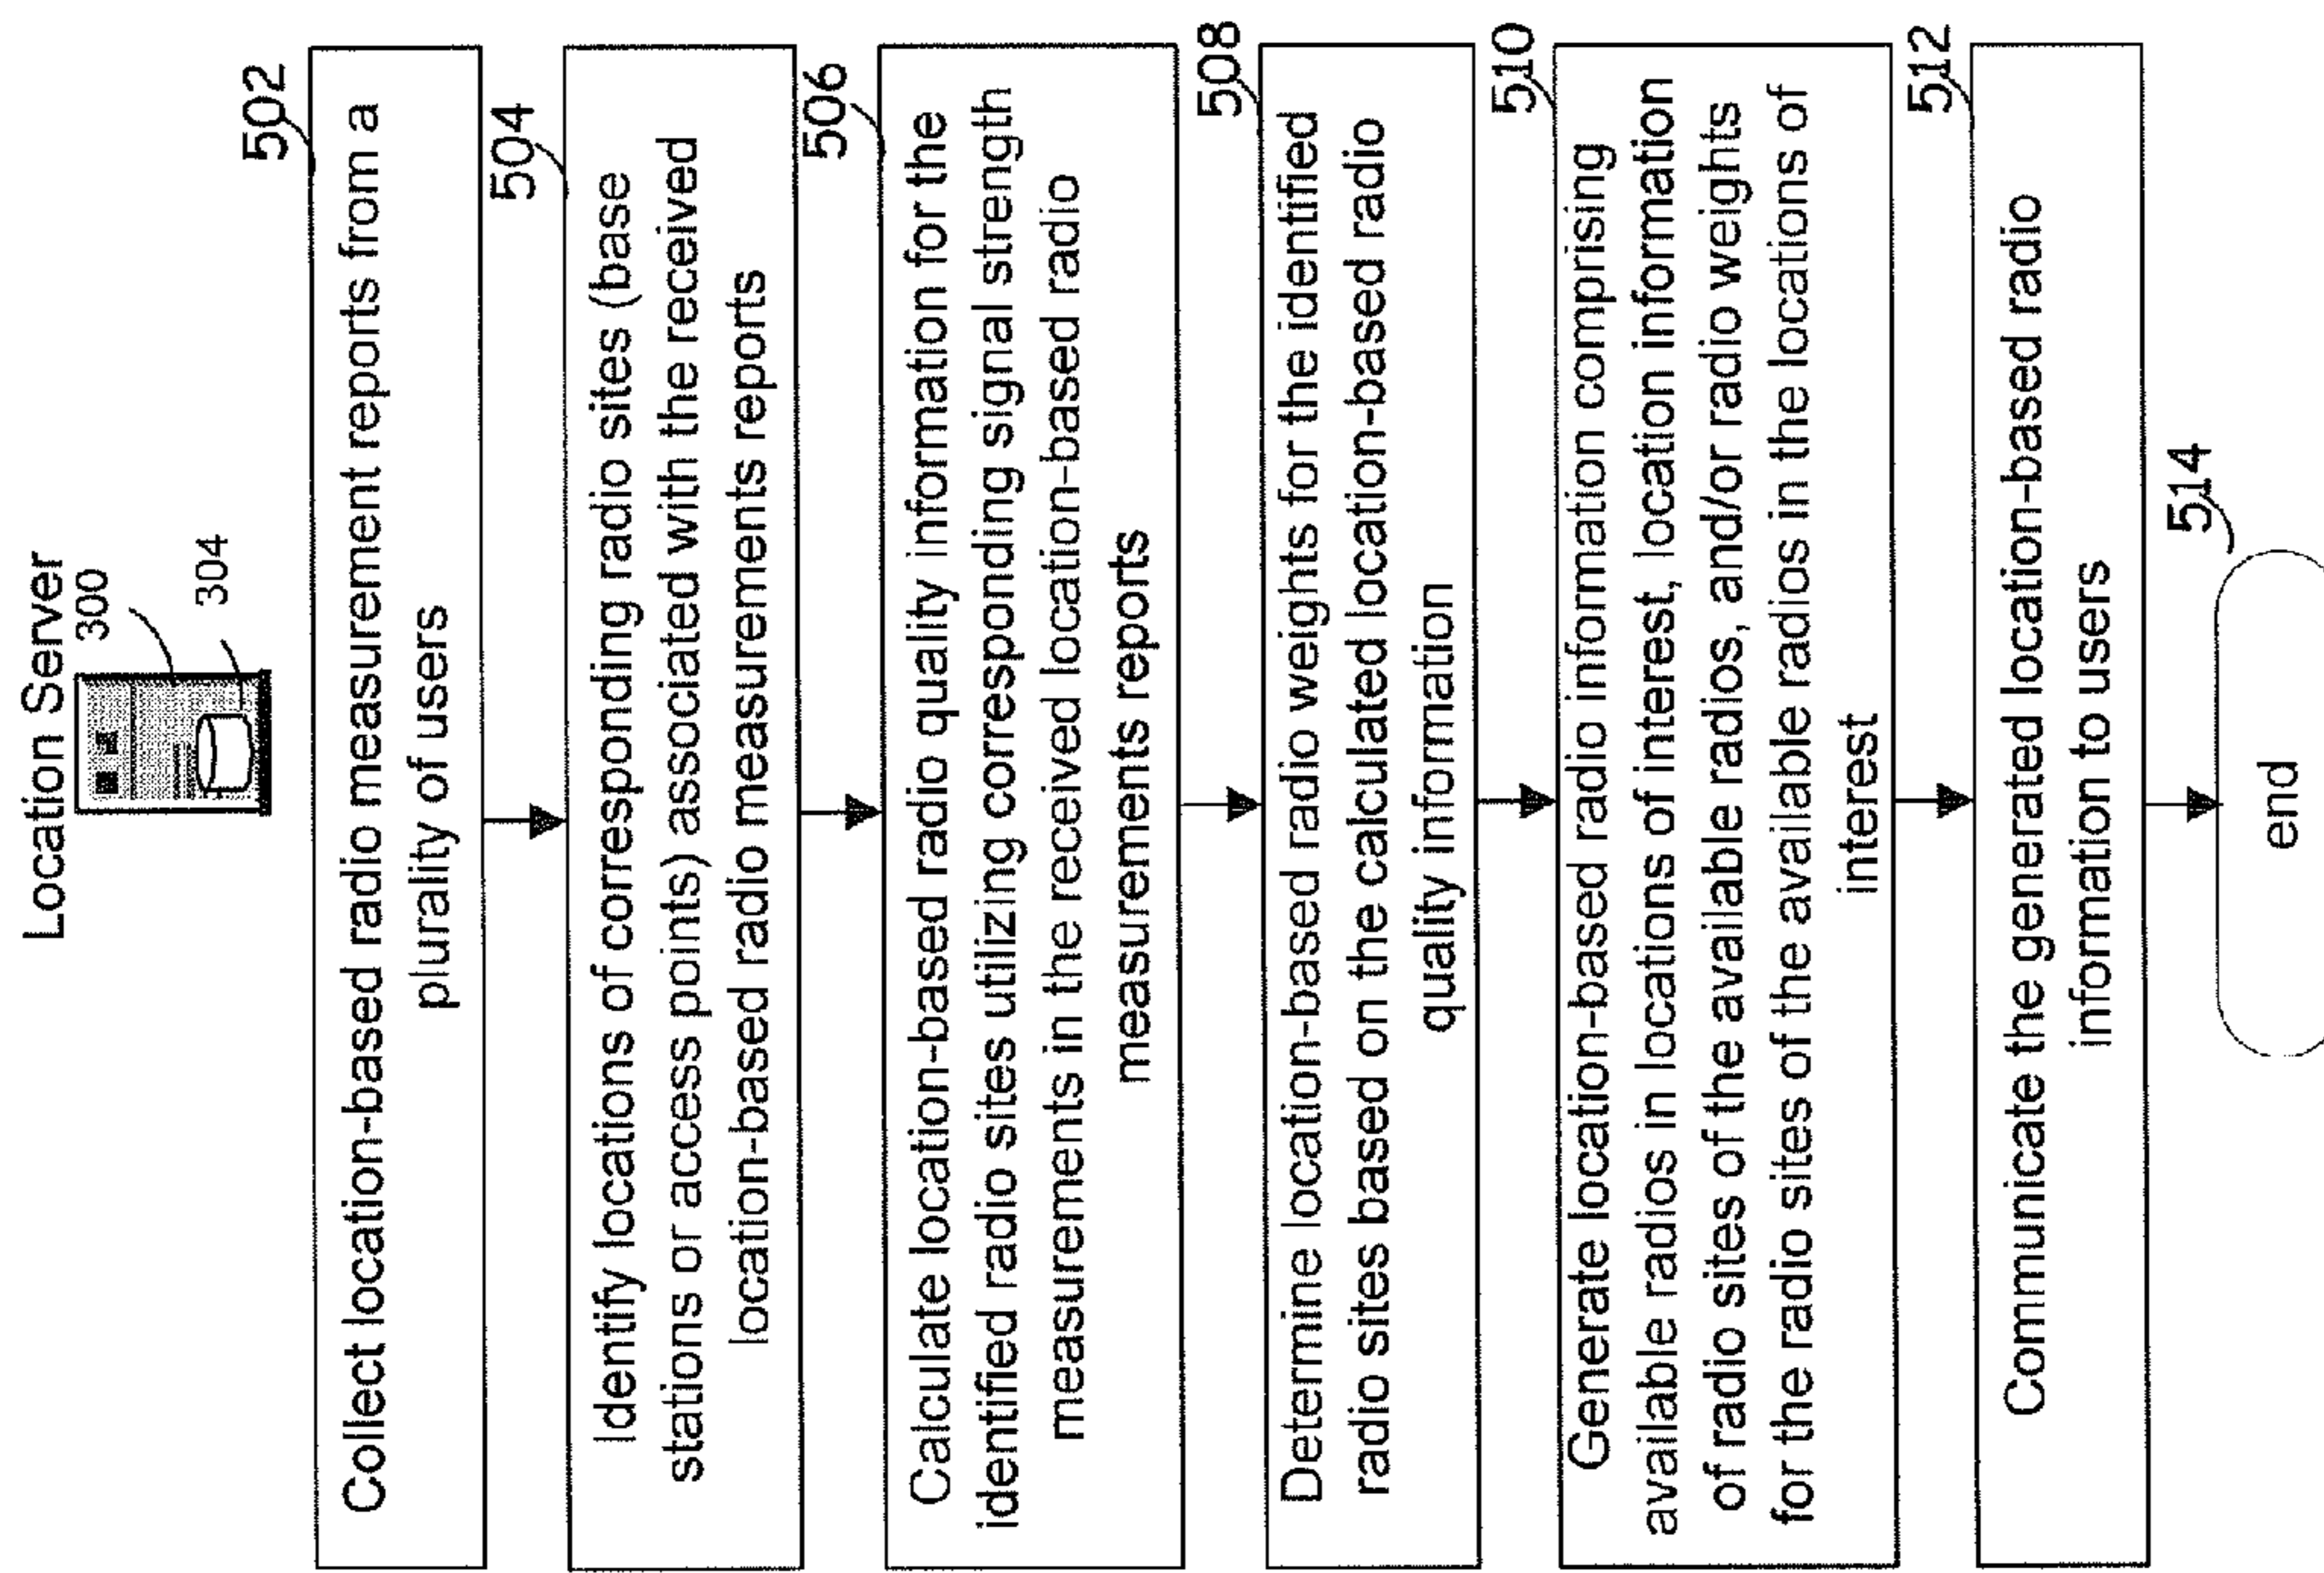 Location Server
300
304
502
Collect location-based radio measurement reports from a
plurality of users
504
Identify locations of corresponding radio sites (base
stations or access points) associated with the received
location-based radio measurements reports
506
Calculate location-based radio quality information for the
identified radio sites utilizing corresponding signal strength
measurements in the received location-based radio
measurements reports
508
Determine location-based radio weights for the identified
radio sites based on the calculated location-based radio
quality information
510
Generate location-based radio information comprising
available radios in locations of interest, location information
of radio sites of the available radios, and/or radio weights
for the radio sites of the available radios in the locations of
interest
512
Communicate the generated location-based radio
information to users
514
end